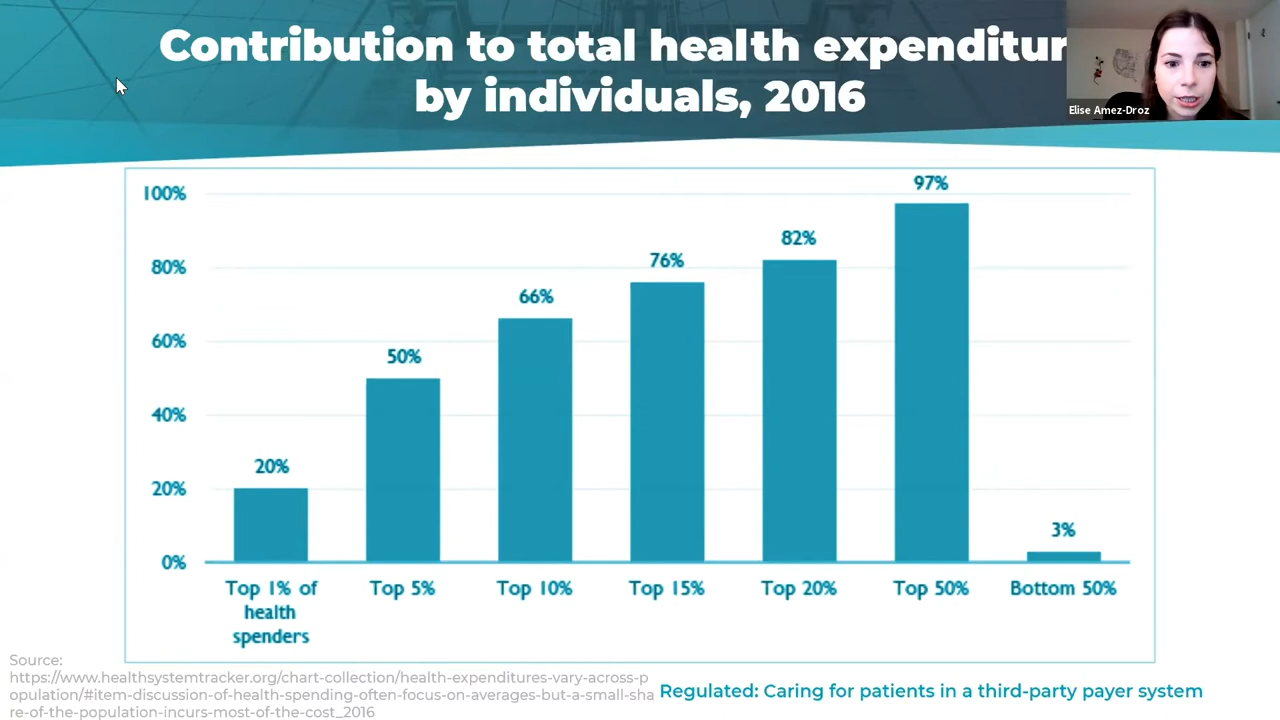 Contribution to total health expenditur
by individuals, 2016
Elise Amez-Droz
100%
80%
60%
40%
20%
0%
20%
50%
66%
76%
82%
97%
3%
Top 1% of
health
spenders
Top 5%
Top 10%
Top 15%
Top 20%
Top 50%
Bottom 50%
Source:
https://www.healthsystemtracker.org/chart-collection/health-expenditures-vary-across-p
opulation/#item-discussion-of-health-spending-often-focus-on-averages-but-a-small-sha
re-of-the-population-incurs-most-of-the-cost_2016
Regulated: Caring for patients in a third-party payer system